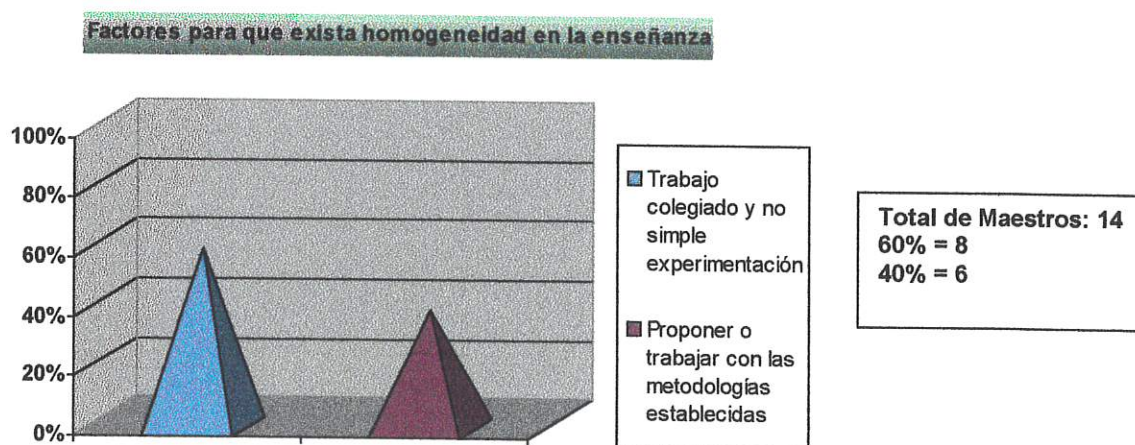 Factores para que exista homogeneidad en la enseñanza
100%
80%
60%
40%
20%
0%
Trabajo
colegiado y no
simple
experimentación
Proponer o
trabajar con las
metodologías
establecidas
Total de Maestros: 14
60% = 8
40% = 6